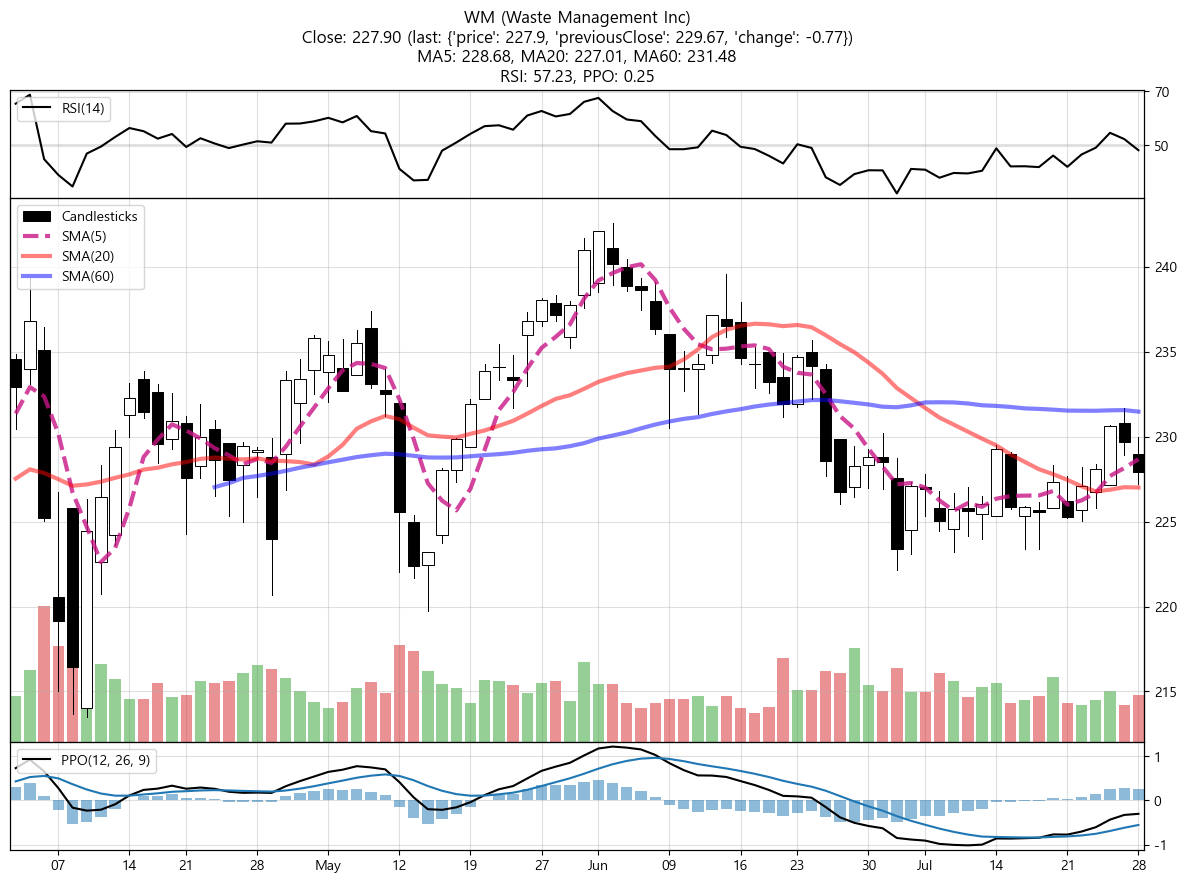 WM (Waste Management Inc)
Close: 227.90 (last: {'price': 227.9, 'previousClose': 229.67, 'change': -0.77})
MA5: 228.68, MA20: 227.01, MA60: 231.48
RSI: 57.23, PPO: 0.25
RSI(14)
70
50
Candlesticks
SMA(5)
SMA(20)
SMA(60)
240
235
230
225
220
215
PPO(12, 26, 9)
1
0
-1
07 14 21 28 May 12 19 27 Jun 09 16 23 30 Jul 14 21 28